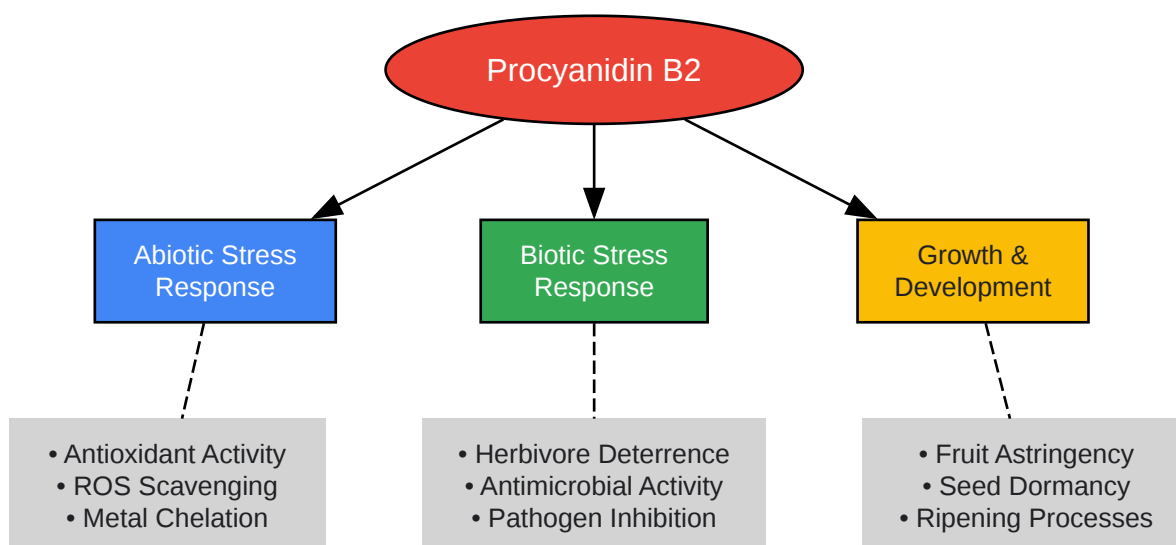 Procyanidin B2
Abiotic Stress
Response
Biotic Stress
Response
Growth &
Development
• Antioxidant Activity
• ROS Scavenging
• Metal Chelation
• Herbivore Deterrence
• Antimicrobial Activity
• Pathogen Inhibition
• Fruit Astringency
• Seed Dormancy
• Ripening Processes